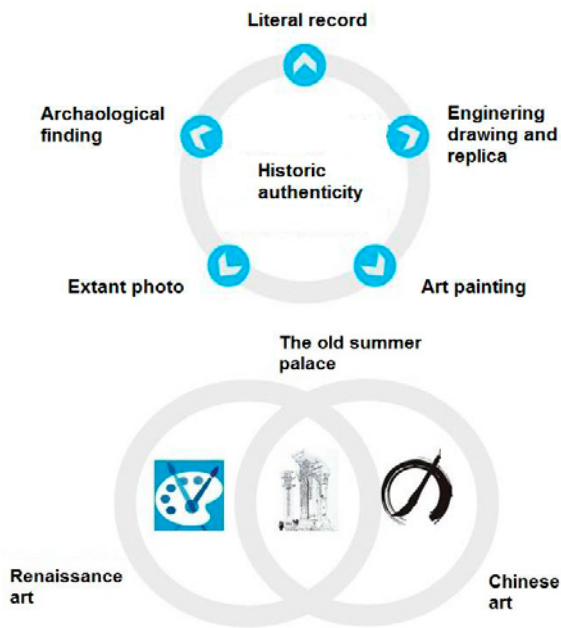 Literal record
Archaological
finding
Enginering
drawing and
replica
Historic
authenticity
Extant photo
Art painting
The old summer
palace
Renaissance
art
Chinese
art